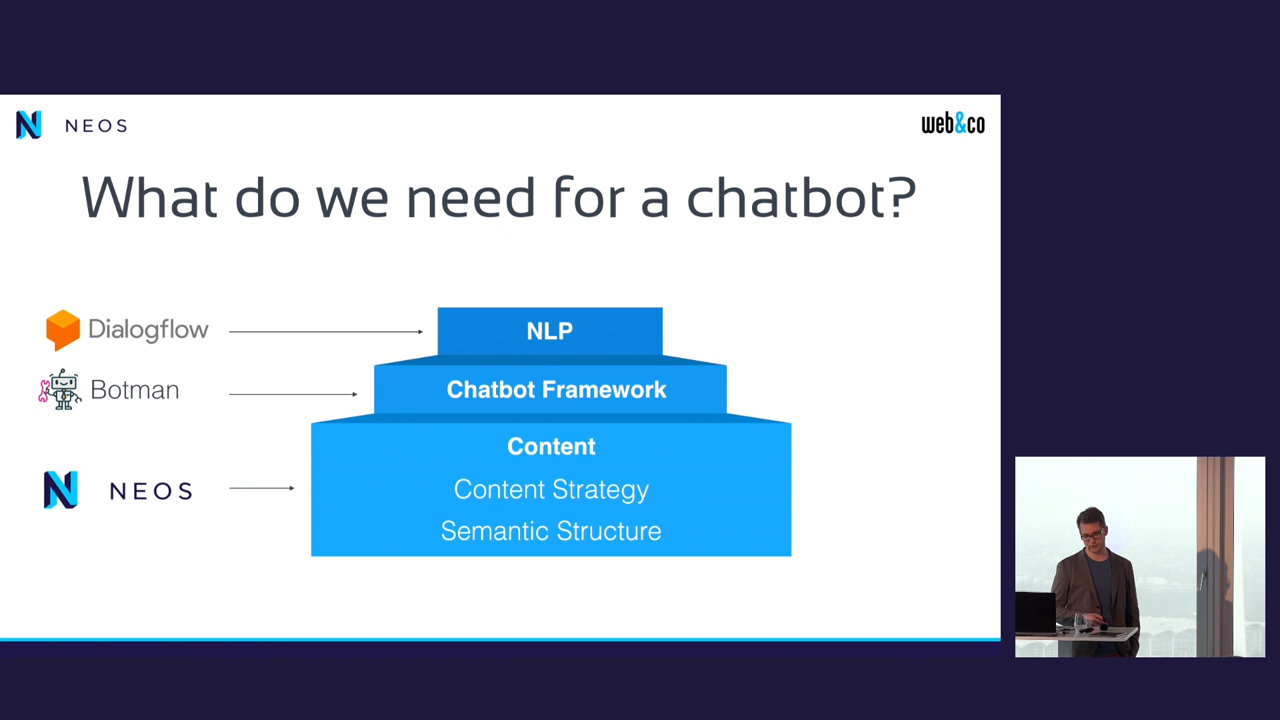 NEOS
web&co
What do we need for a chatbot?
Dialogflow
NLP
Botman
Chatbot Framework
Content
NEOS
Content Strategy
Semantic Structure